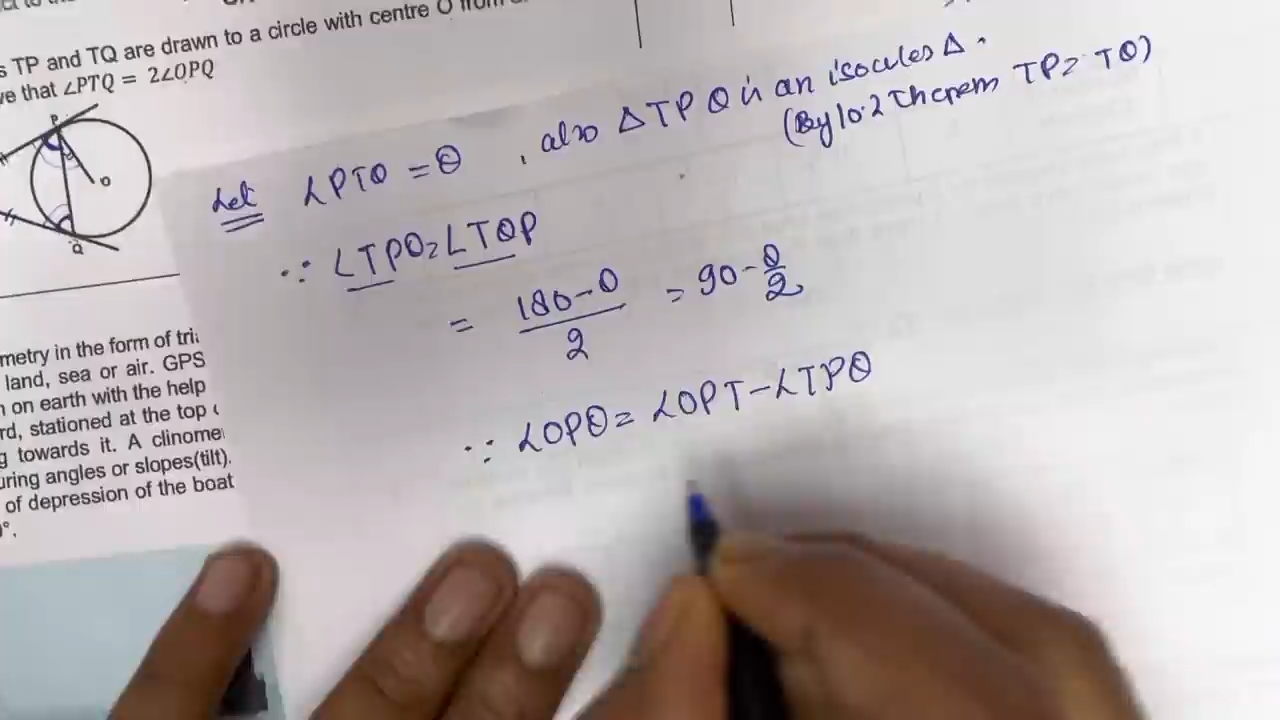 s TP and TQ are drawn to a circle with centre O from
ve that ∠PTQ = 2∠OPQ
P
O
Q
Let ∠PTQ = θ , also Δ TPQ is an isoceles Δ.
(By 10.2 Therem TP = TQ)
∵ ∠TPQ = ∠TQP
= 180-θ/2 = 90-θ/2
∵ ∠OPQ = ∠OPT-∠TPQ
metry in the form of tri
land, sea or air. GPS
n on earth with the help
rd, stationed at the top
g towards it. A clinome
uring angles or slopes(tilt).
of depression of the boat
°.